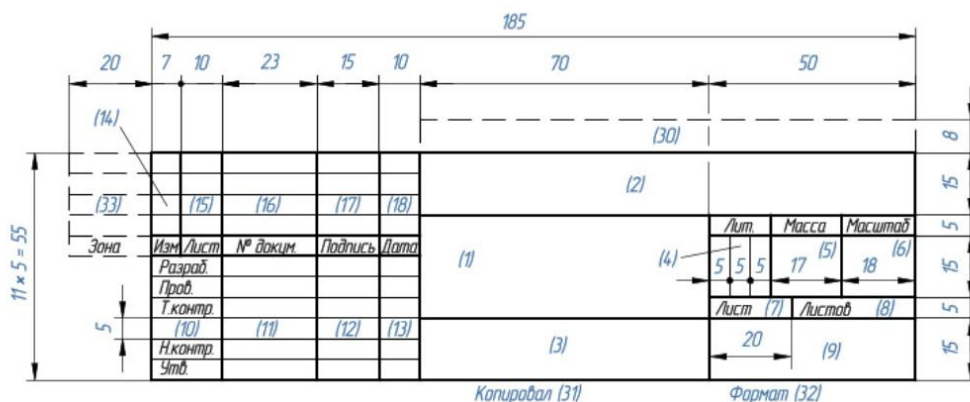 185
20 7 10 23 15 10 70 50
(14) (30) 8
(2) 15
(33) (15) (16) (17) (18)
Лит. Масса Масштаб 5
Зона Изм Лист № докум. Подпись Дата (1) (4) (5) (6)
5 5 5 17 18 15
Разраб.
Пров.
Т.контр. Лист (7) Листов (8) 5
11 × 5 = 55
5 (10) (11) (12) (13)
Н.контр. (3) 20 (9) 15
Утв.
Копировал (31) Формат (32)